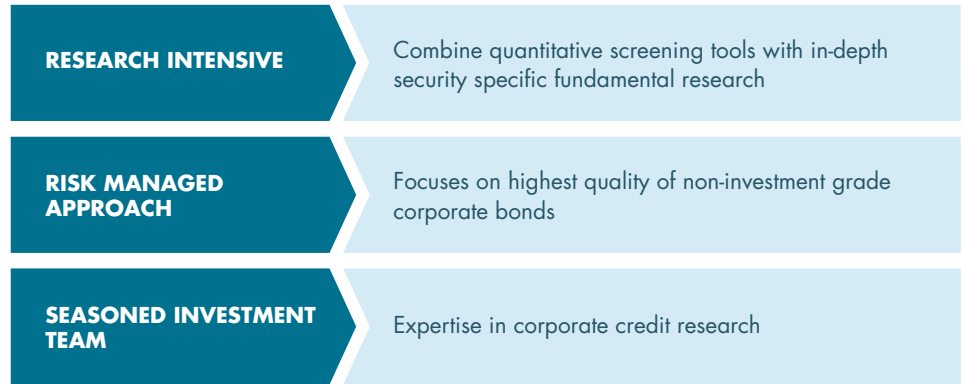 RESEARCH INTENSIVE
Combine quantitative screening tools with in-depth
security specific fundamental research
RISK MANAGED
APPROACH
Focuses on highest quality of non-investment grade
corporate bonds
SEASONED INVESTMENT
TEAM
Expertise in corporate credit research